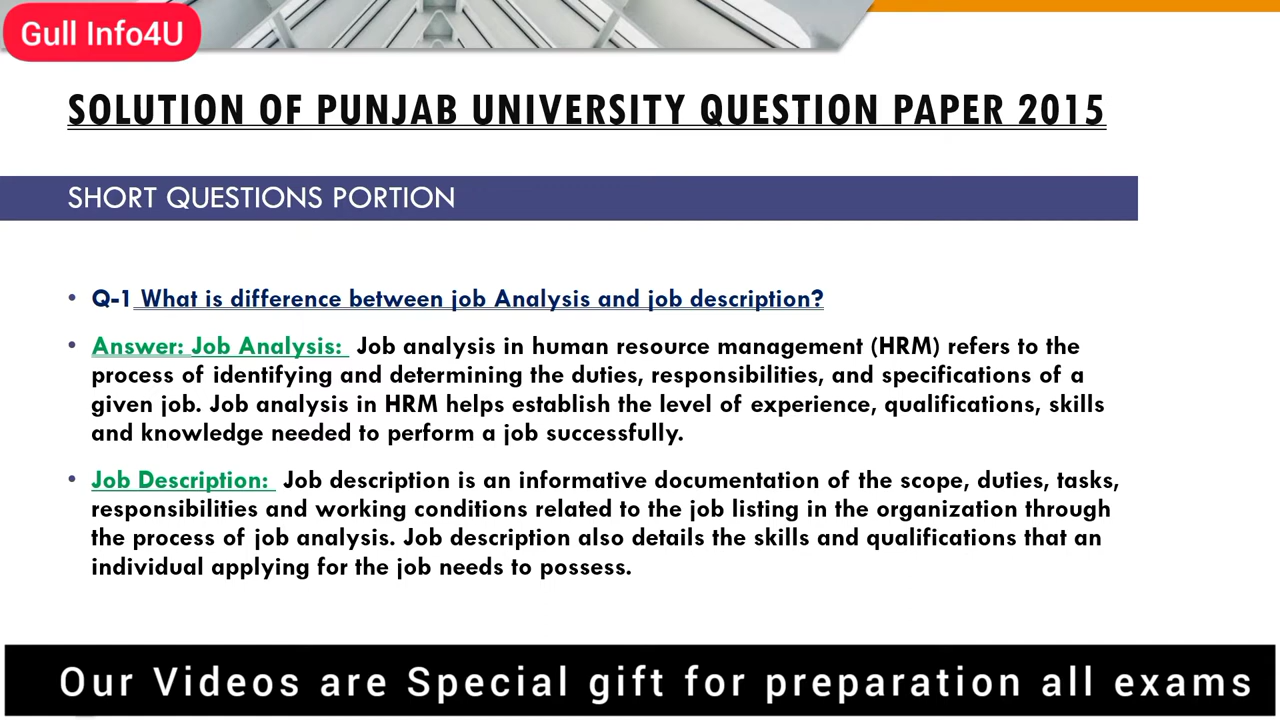 Gull Info4U
SOLUTION OF PUNJAB UNIVERSITY QUESTION PAPER 2015
SHORT QUESTIONS PORTION
• Q-1 What is difference between job Analysis and job description?
• Answer: Job Analysis: Job analysis in human resource management (HRM) refers to the
process of identifying and determining the duties, responsibilities, and specifications of a
given job. Job analysis in HRM helps establish the level of experience, qualifications, skills
and knowledge needed to perform a job successfully.
• Job Description: Job description is an informative documentation of the scope, duties, tasks,
responsibilities and working conditions related to the job listing in the organization through
the process of job analysis. Job description also details the skills and qualifications that an
individual applying for the job needs to possess.
Our Videos are Special gift for preparation all exams